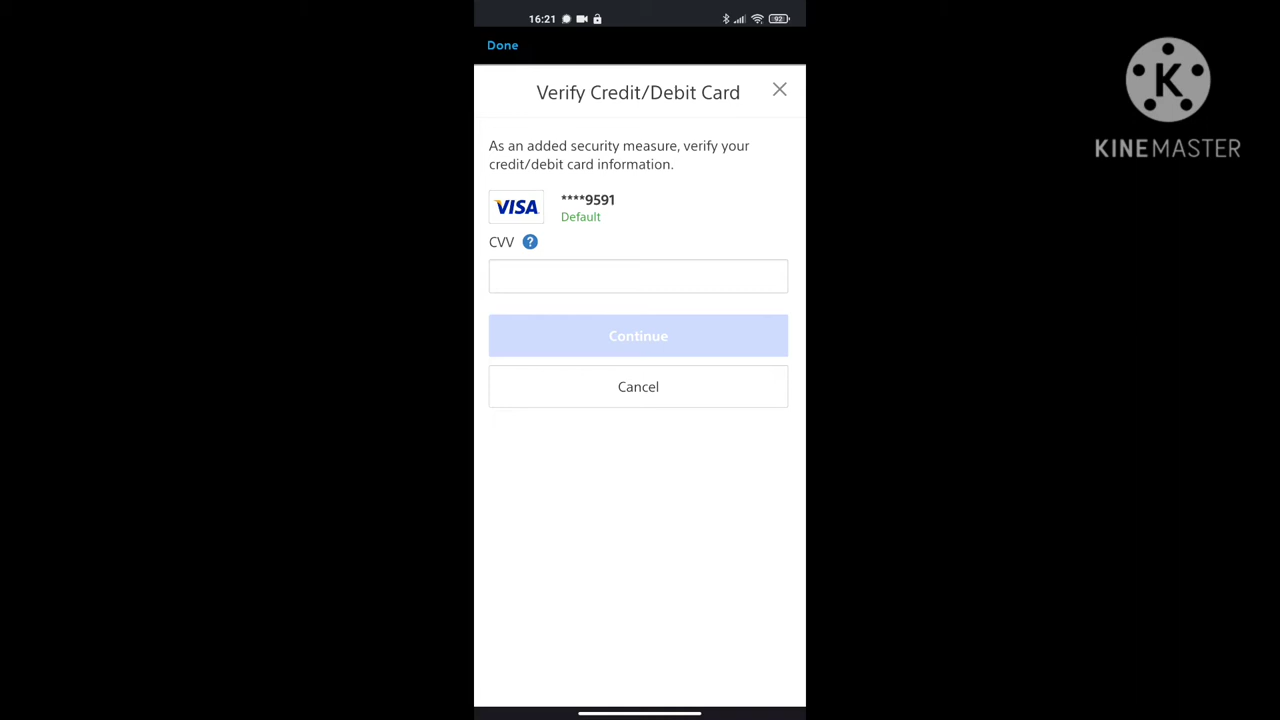 16:21
92
Done
Verify Credit/Debit Card
As an added security measure, verify your
credit/debit card information.
VISA
****9591
Default
CVV ?
Continue
Cancel
K
KINEMASTER